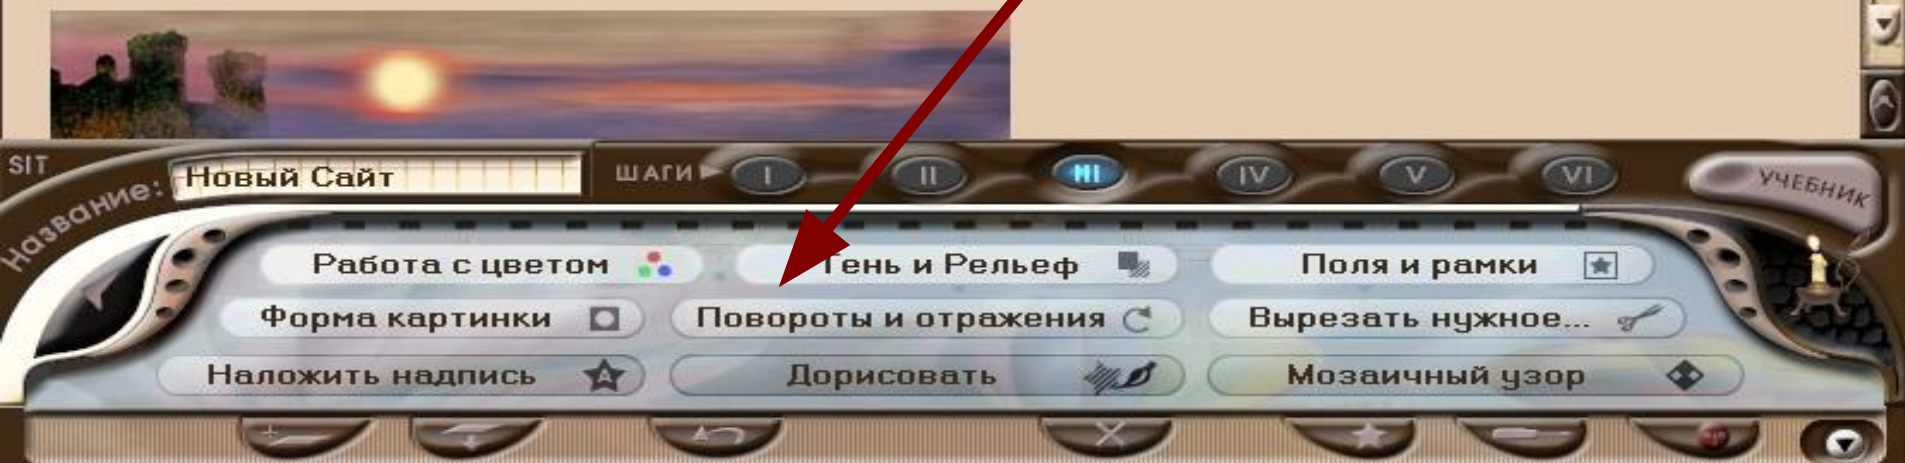 SIT
Название:
Новый Сайт
ШАГИ
I II III IV V VI
УЧЕБНИК
Работа с цветом
Тень и Рельеф
Поля и рамки
Форма картинки
Повороты и отражения
Вырезать нужное...
Наложить надпись
Дорисовать
Мозаичный узор